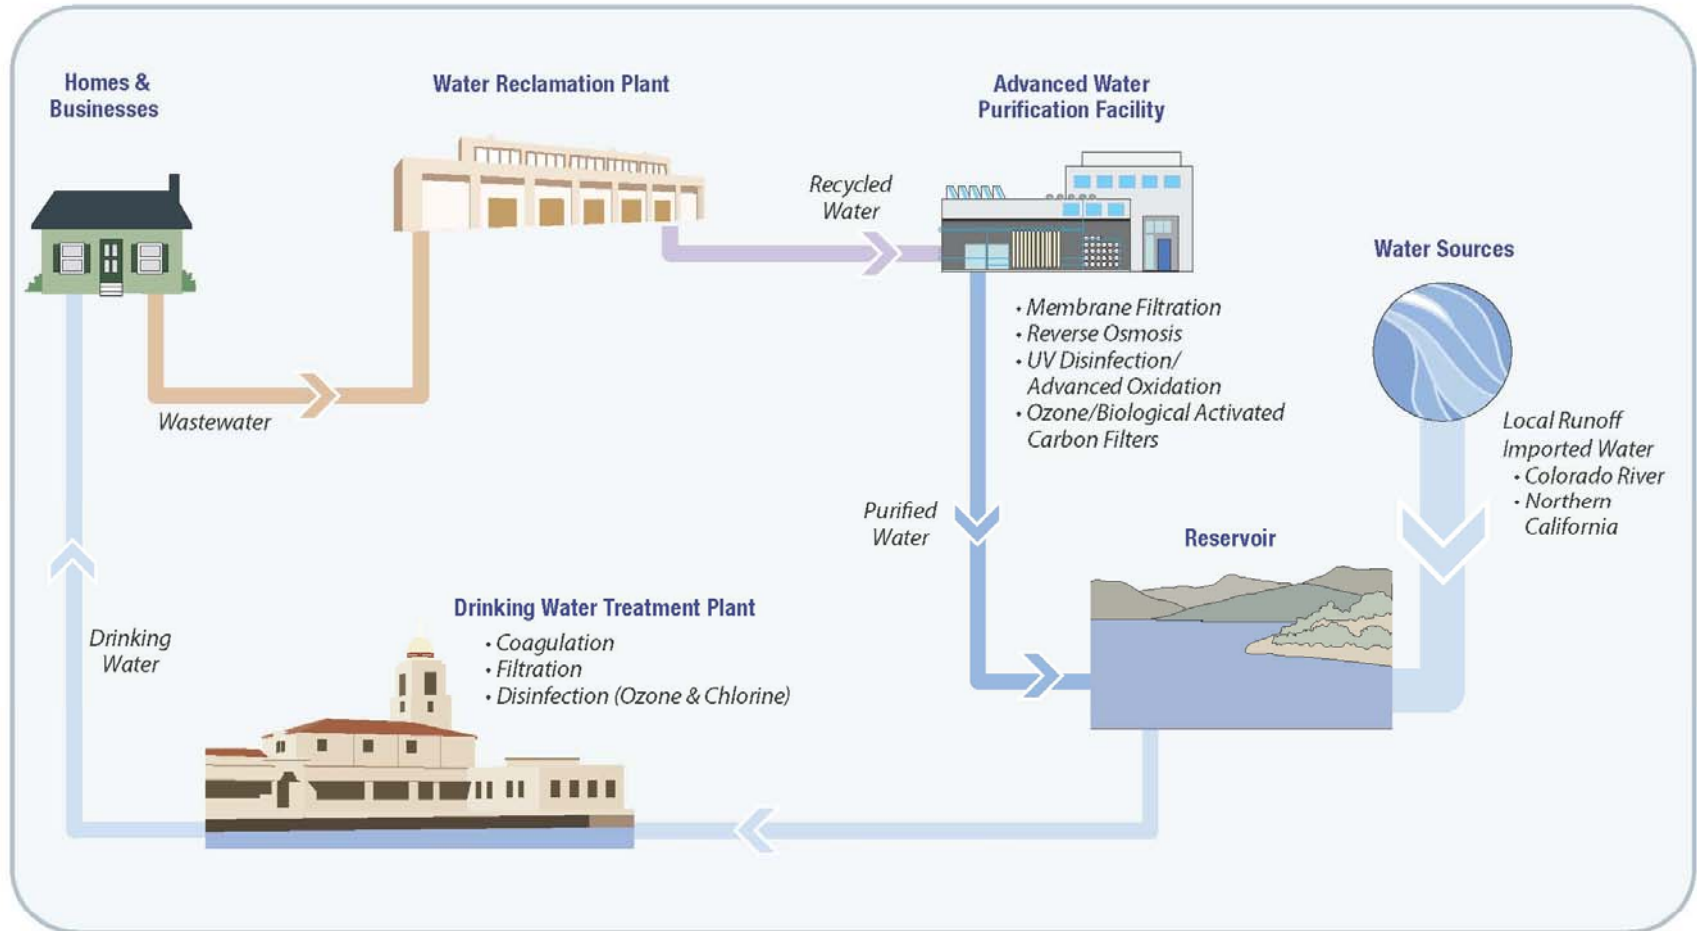 Homes &
Businesses
Water Reclamation Plant
Advanced Water
Purification Facility
Recycled
Water
Water Sources
• Membrane Filtration
• Reverse Osmosis
• UV Disinfection/
Advanced Oxidation
• Ozone/Biological Activated
Carbon Filters
Wastewater
Local Runoff
Imported Water
• Colorado River
• Northern
California
Purified
Water
Reservoir
Drinking Water Treatment Plant
• Coagulation
• Filtration
• Disinfection (Ozone & Chlorine)
Drinking
Water